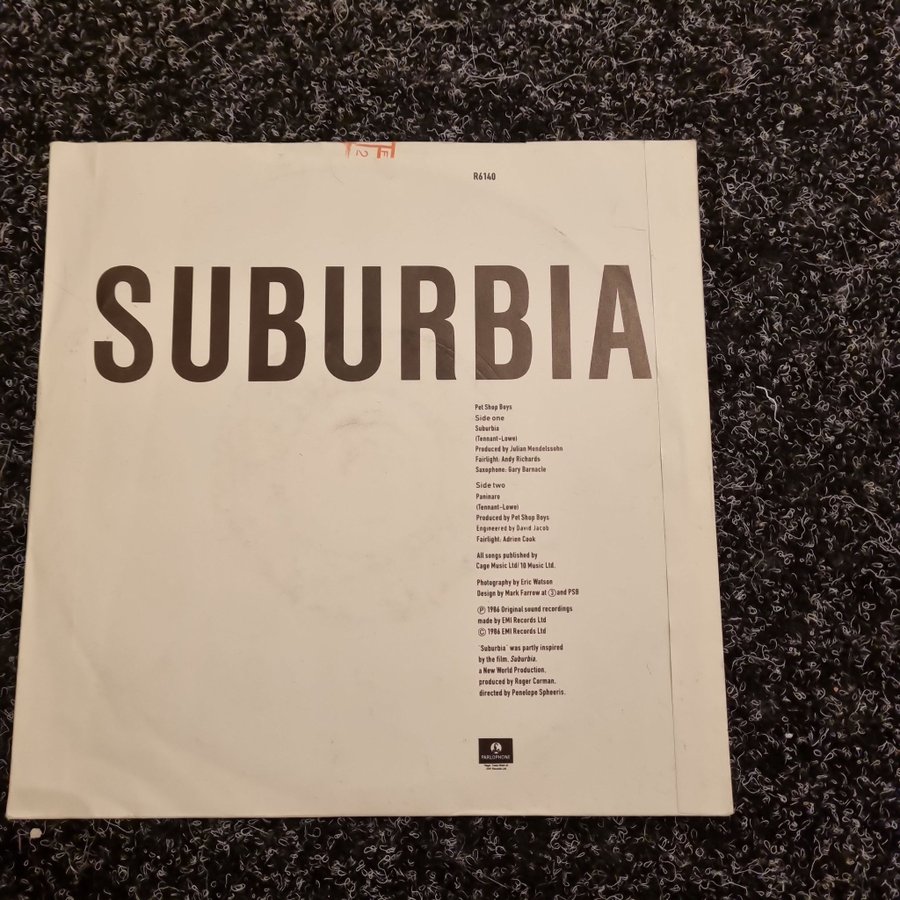 R6140
SUBURBIA
Pet Shop Boys
Side one
Suburbia
(Tennant-Lowe)
Produced by Julian Mendelssohn
Fairlight: Andy Richards
Saxophone: Gary Barnacle
Side two
Paninaro
(Tennant-Lowe)
Produced by Pet Shop Boys
Engineered by David Jacob
Fairlight: Adrien Cook
All songs published by
Cage Music Ltd/ 10 Music Ltd.
Photography by Eric Watson
Design by Mark Farrow at ③ and PSB
Ⓟ 1986 Original sound recordings
made by EMI Records Ltd
© 1986 EMI Records Ltd
'Suburbia' was partly inspired
by the film, Suburbia,
a New World Production,
produced by Roger Corman,
directed by Penelope Spheeris.
PARLOPHONE